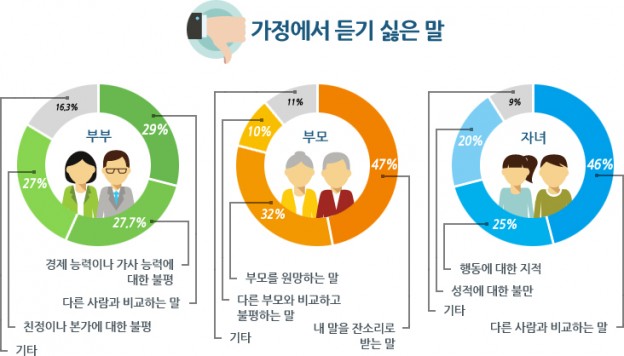 가정에서 듣기 싫은 말
부부
16.3%
29%
27%
27.7%
경제 능력이나 가사 능력에
대한 불평
다른 사람과 비교하는 말
친정이나 본가에 대한 불평
기타
부모
11%
10%
47%
32%
부모를 원망하는 말
다른 부모와 비교하고
불평하는 말
기타
내 말을 잔소리로
받는 말
자녀
9%
20%
46%
25%
행동에 대한 지적
성적에 대한 불만
기타
다른 사람과 비교하는 말